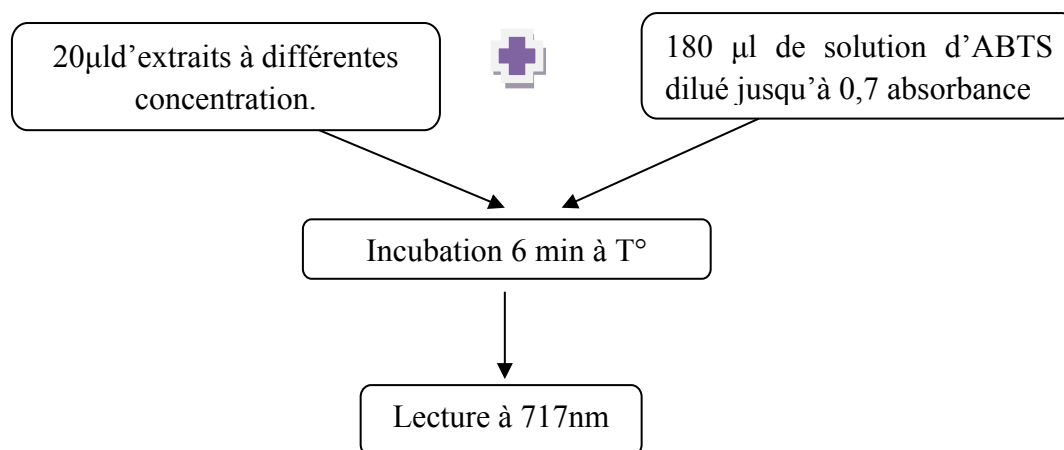 20µld’extraits à différentes
concentration.
180 µl de solution d’ABTS
dilué jusqu’à 0,7 absorbance
Incubation 6 min à T°
Lecture à 717nm